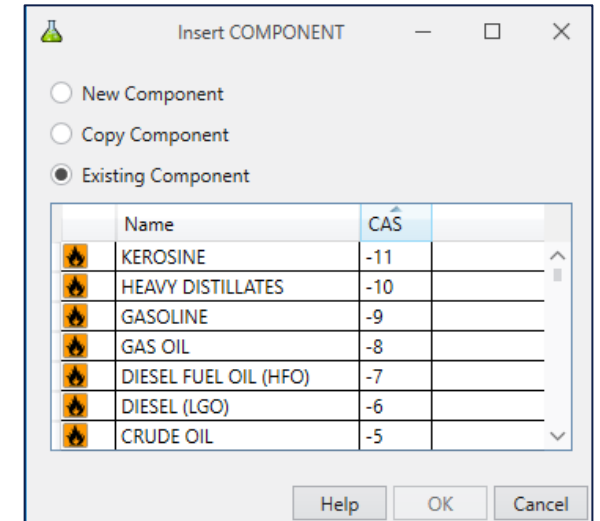 Insert COMPONENT
New Component
Copy Component
Existing Component
Name CAS
KEROSINE -11
HEAVY DISTILLATES -10
GASOLINE -9
GAS OIL -8
DIESEL FUEL OIL (HFO) -7
DIESEL (LGO) -6
CRUDE OIL -5
Help OK Cancel